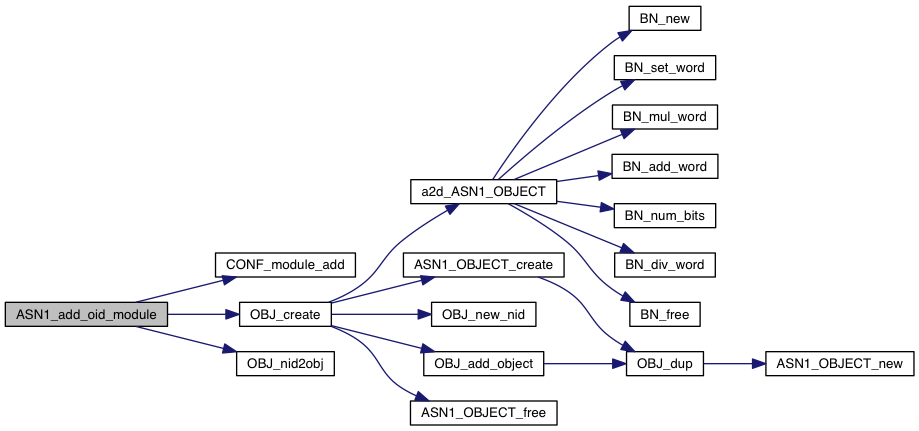 BN_new
BN_set_word
BN_mul_word
BN_add_word
a2d_ASN1_OBJECT
BN_num_bits
CONF_module_add
ASN1_OBJECT_create
BN_div_word
ASN1_add_oid_module
OBJ_create
OBJ_new_nid
BN_free
OBJ_nid2obj
OBJ_add_object
OBJ_dup
ASN1_OBJECT_new
ASN1_OBJECT_free